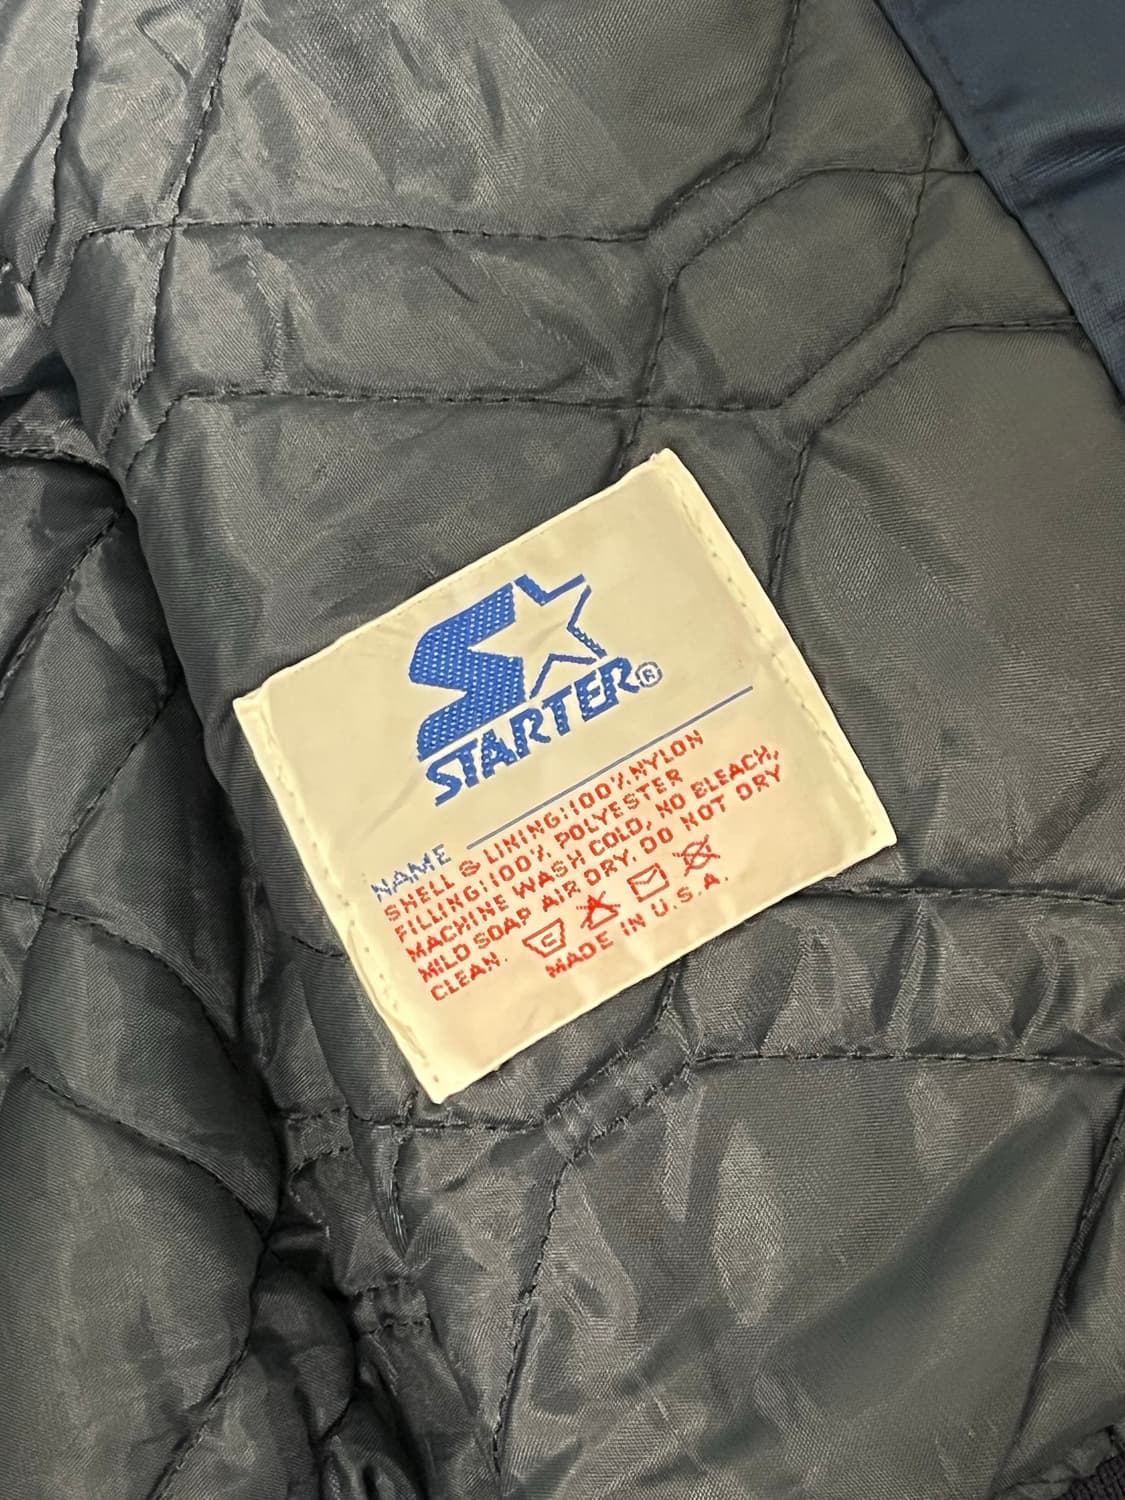 STARTER®
NAME
SHELL & LINING:100% NYLON
FILLING:100% POLYESTER
MACHINE WASH COLD, NO BLEACH,
MILD SOAP AIR DRY. DO NOT DRY
CLEAN.
MADE IN U.S.A.